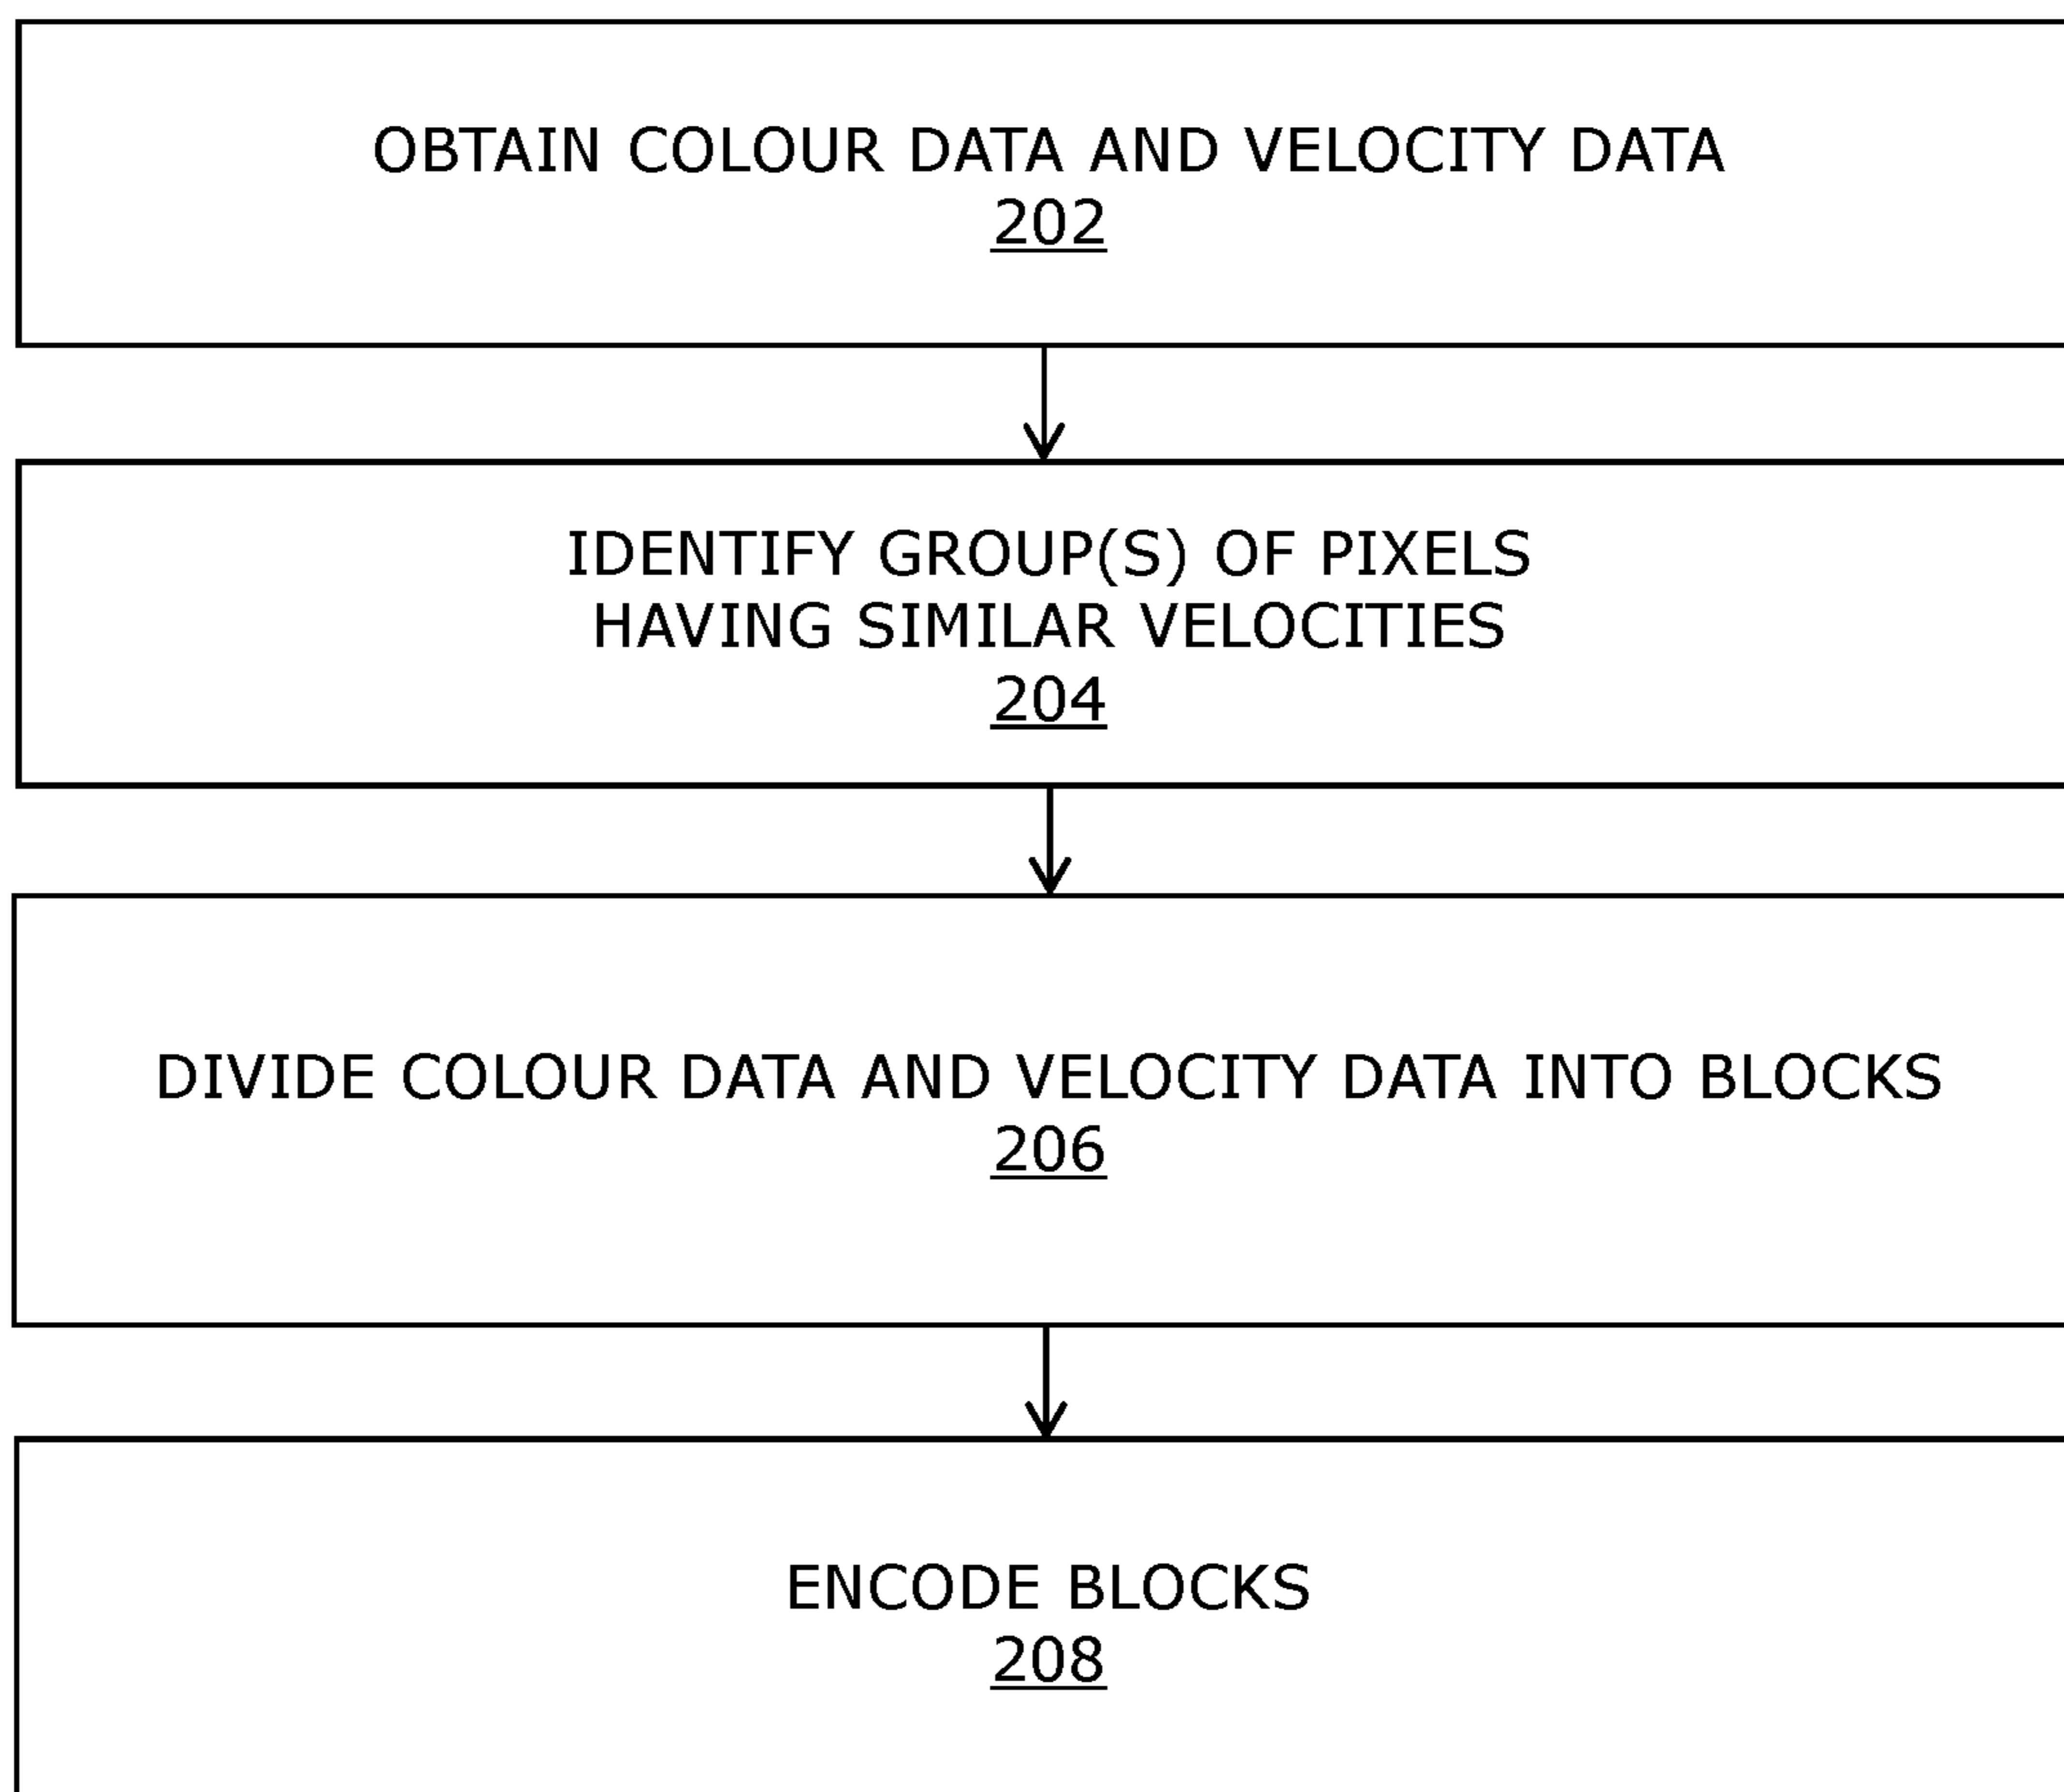 OBTAIN COLOUR DATA AND VELOCITY DATA
202
IDENTIFY GROUP(S) OF PIXELS
HAVING SIMILAR VELOCITIES
204
DIVIDE COLOUR DATA AND VELOCITY DATA INTO BLOCKS
206
ENCODE BLOCKS
208